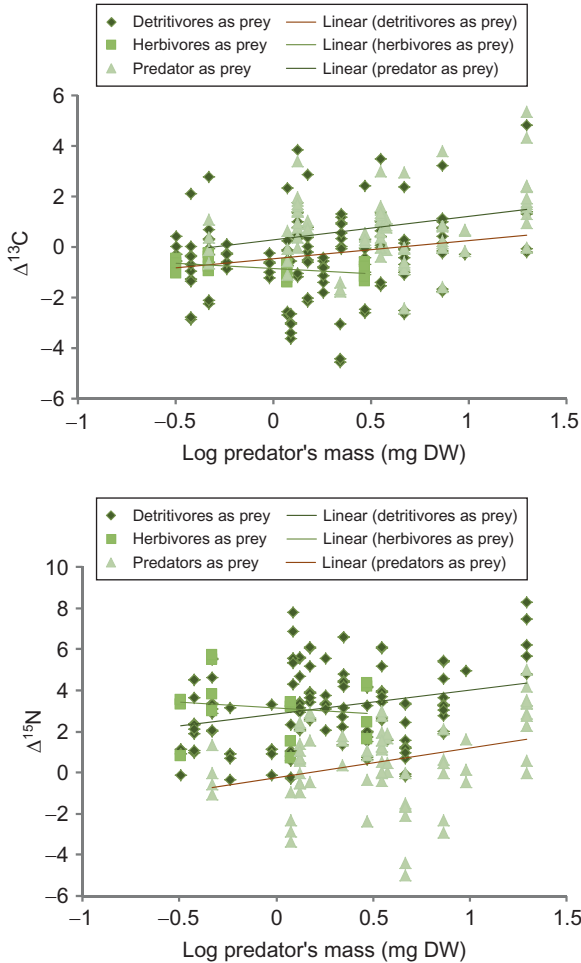 Detritivores as prey Linear (detritivores as prey)
Herbivores as prey Linear (herbivores as prey)
Predator as prey Linear (predator as prey)
6
4
2
0
−2
−4
−6
Δ13C
−1 −0.5 0 0.5 1 1.5
Log predator's mass (mg DW)
Detritivores as prey Linear (detritivores as prey)
Herbivores as prey Linear (herbivores as prey)
Predators as prey Linear (predators as prey)
10
8
6
4
2
0
−2
−4
−6
Δ15N
−1 −0.5 0 0.5 1 1.5
Log predator's mass (mg DW)